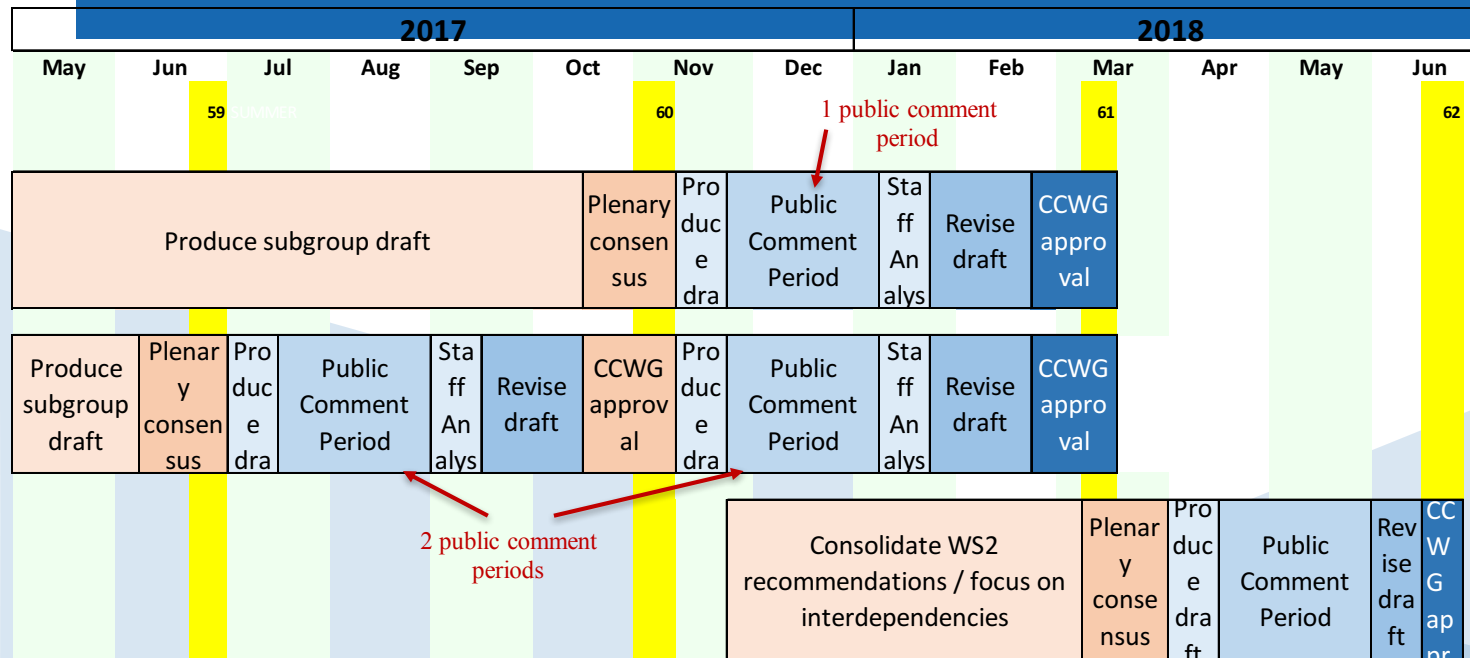 2017 2018
May Jun Jul Aug Sep Oct Nov Dec Jan Feb Mar Apr May Jun
59 SUMMER 60 61 62
1 public comment
period
Produce subgroup draft
Plenary
consen
sus
Pro
duc
e
dra
Public
Comment
Period
Sta
ff
An
alys
Revise
draft
CCWG
appro
val
Produce
subgroup
draft
Plenar
y
consen
sus
Pro
duc
e
dra
Public
Comment
Period
Sta
ff
An
alys
Revise
draft
CCWG
approv
al
Pro
duc
e
dra
Public
Comment
Period
Sta
ff
An
alys
Revise
draft
CCWG
appro
val
2 public comment
periods
Consolidate WS2
recommendations / focus on
interdependencies
Plenar
y
conse
nsus
Pro
duc
e
dra
ft
Public
Comment
Period
Rev
ise
dra
ft
CC
W
G
ap
pr